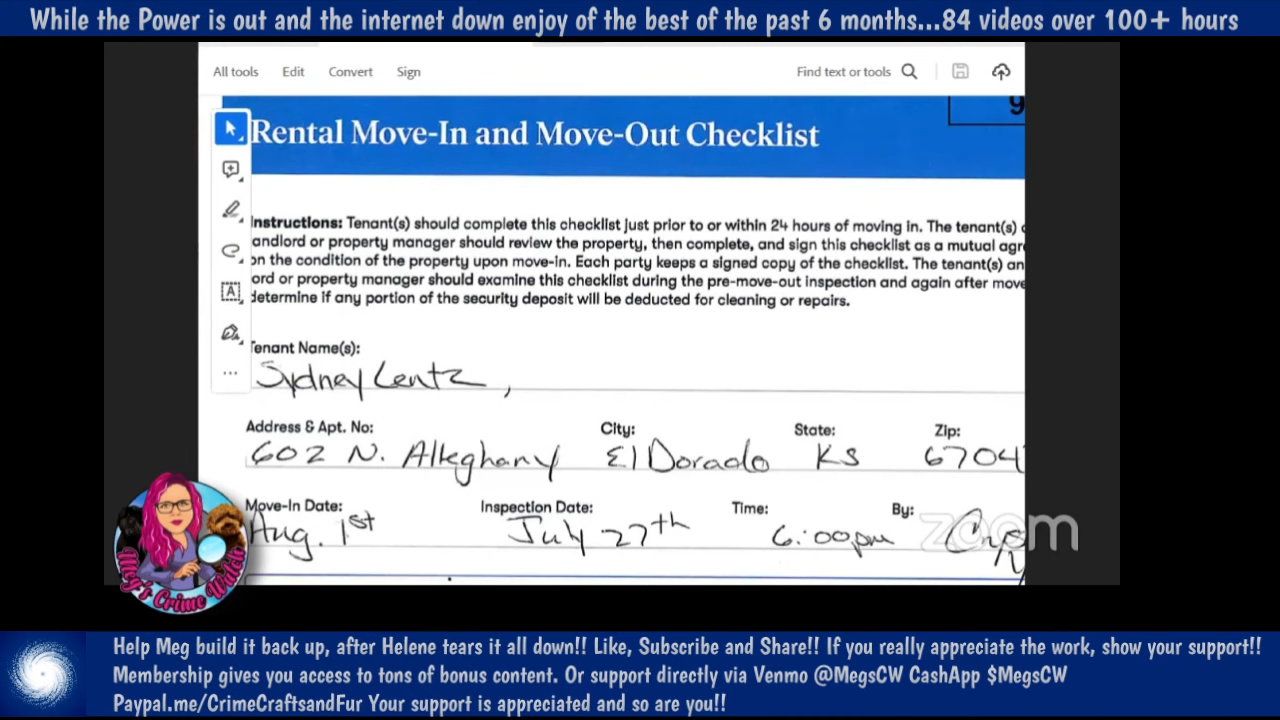 While the Power is out and the internet down enjoy of the best of the past 6 months...84 videos over 100+ hours
All tools Edit Convert Sign Find text or tools
9
Rental Move-In and Move-Out Checklist
Instructions: Tenant(s) should complete this checklist just prior to or within 24 hours of moving in. The tenant(s)
andlord or property manager should review the property, then complete, and sign this checklist as a mutual agr
on the condition of the property upon move-in. Each party keeps a signed copy of the checklist. The tenant(s) an
ord or property manager should examine this checklist during the pre-move-out inspection and again after move
determine if any portion of the security deposit will be deducted for cleaning or repairs.
Tenant Name(s):
Sydney Lentz,
Address & Apt. No: City: State: Zip:
602 N. Alleghany El Dorado KS 6704
Move-In Date: Inspection Date: Time: By:
Aug. 1st July 27th 6:00pm
zoom
Meg's Crime Watch
Help Meg build it back up, after Helene tears it all down!! Like, Subscribe and Share!! If you really appreciate the work, show your support!!
Membership gives you access to tons of bonus content. Or support directly via Venmo @MegsCW CashApp $MegsCW
Paypal.me/CrimeCraftsandFur Your support is appreciated and so are you!!